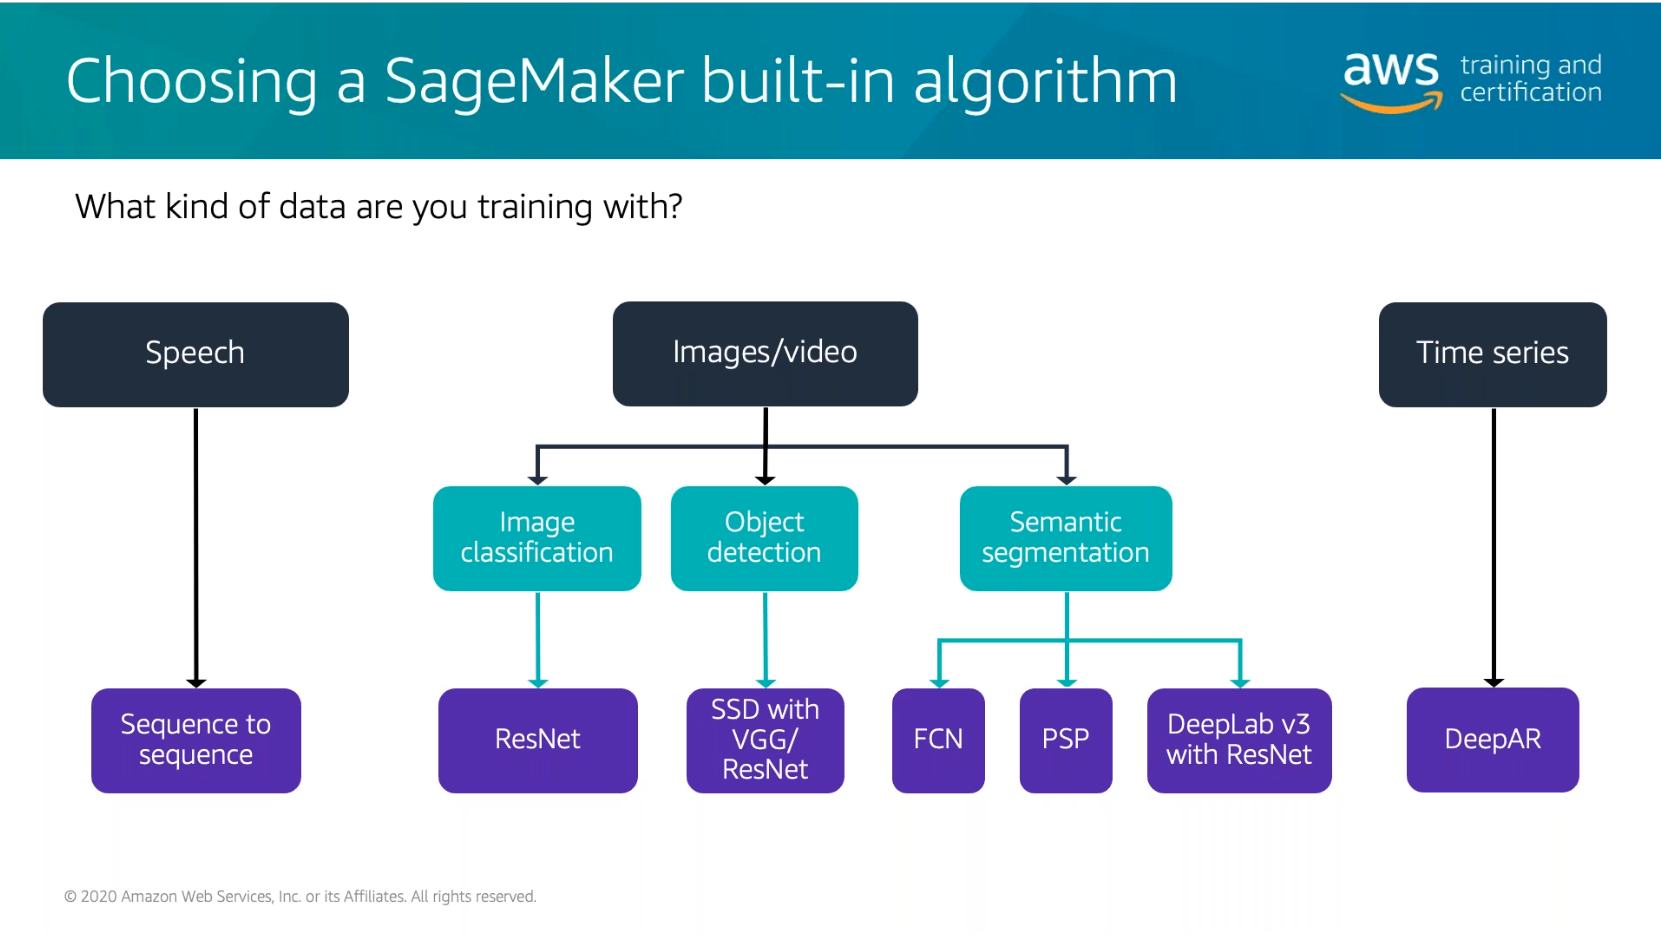 Choosing a SageMaker built-in algorithm
aws training and
certification
What kind of data are you training with?
Speech
Images/video
Time series
Image
classification
Object
detection
Semantic
segmentation
Sequence to
sequence
ResNet
SSD with
VGG/
ResNet
FCN
PSP
DeepLab v3
with ResNet
DeepAR
© 2020 Amazon Web Services, Inc. or its Affiliates. All rights reserved.